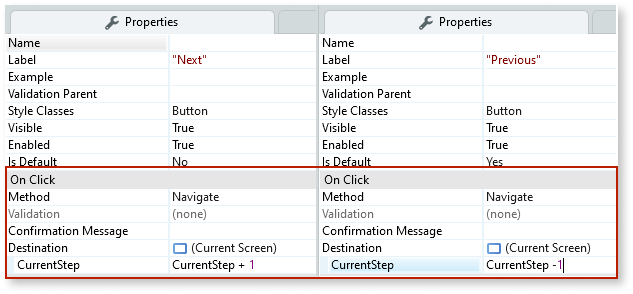 Properties
Name
Label "Next"
Example
Validation Parent
Style Classes Button
Visible True
Enabled True
Is Default No
On Click
Method Navigate
Validation (none)
Confirmation Message
Destination (Current Screen)
CurrentStep CurrentStep + 1
Properties
Name
Label "Previous"
Example
Validation Parent
Style Classes Button
Visible True
Enabled True
Is Default Yes
On Click
Method Navigate
Validation (none)
Confirmation Message
Destination (Current Screen)
CurrentStep CurrentStep -1